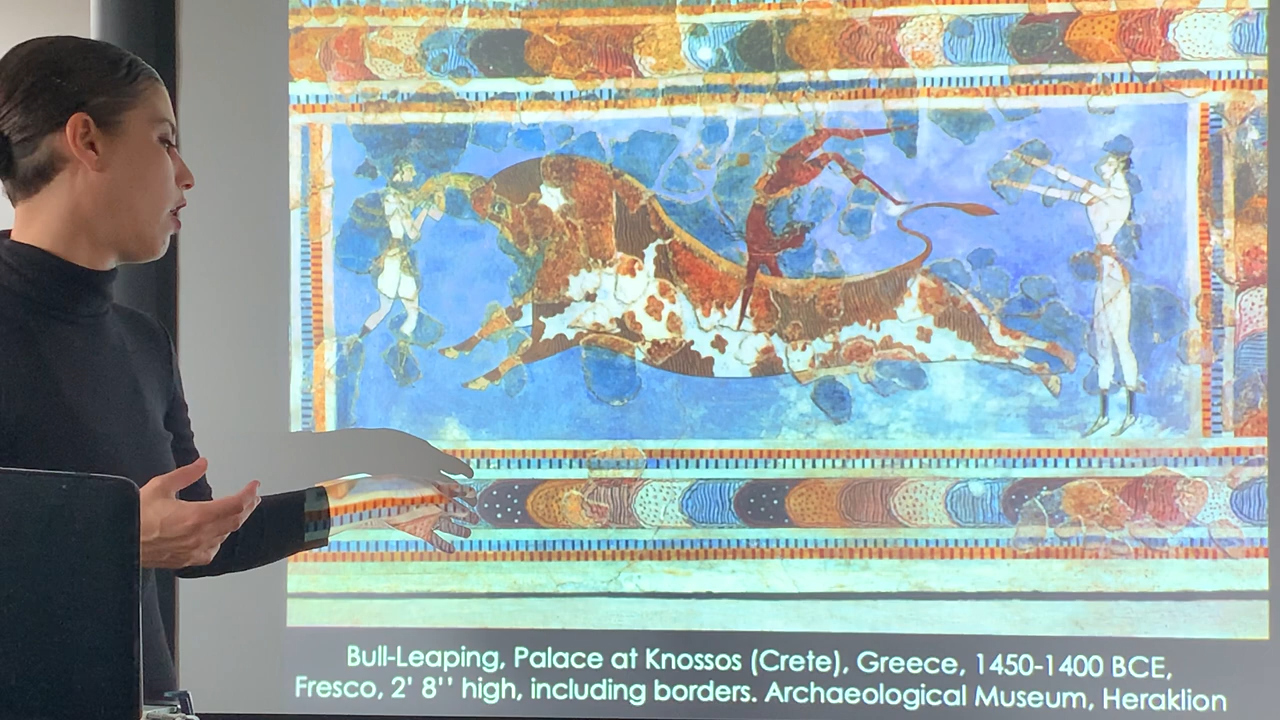 Bull-Leaping, Palace at Knossos (Crete), Greece, 1450-1400 BCE,
Fresco, 2' 8'' high, including borders. Archaeological Museum, Heraklion